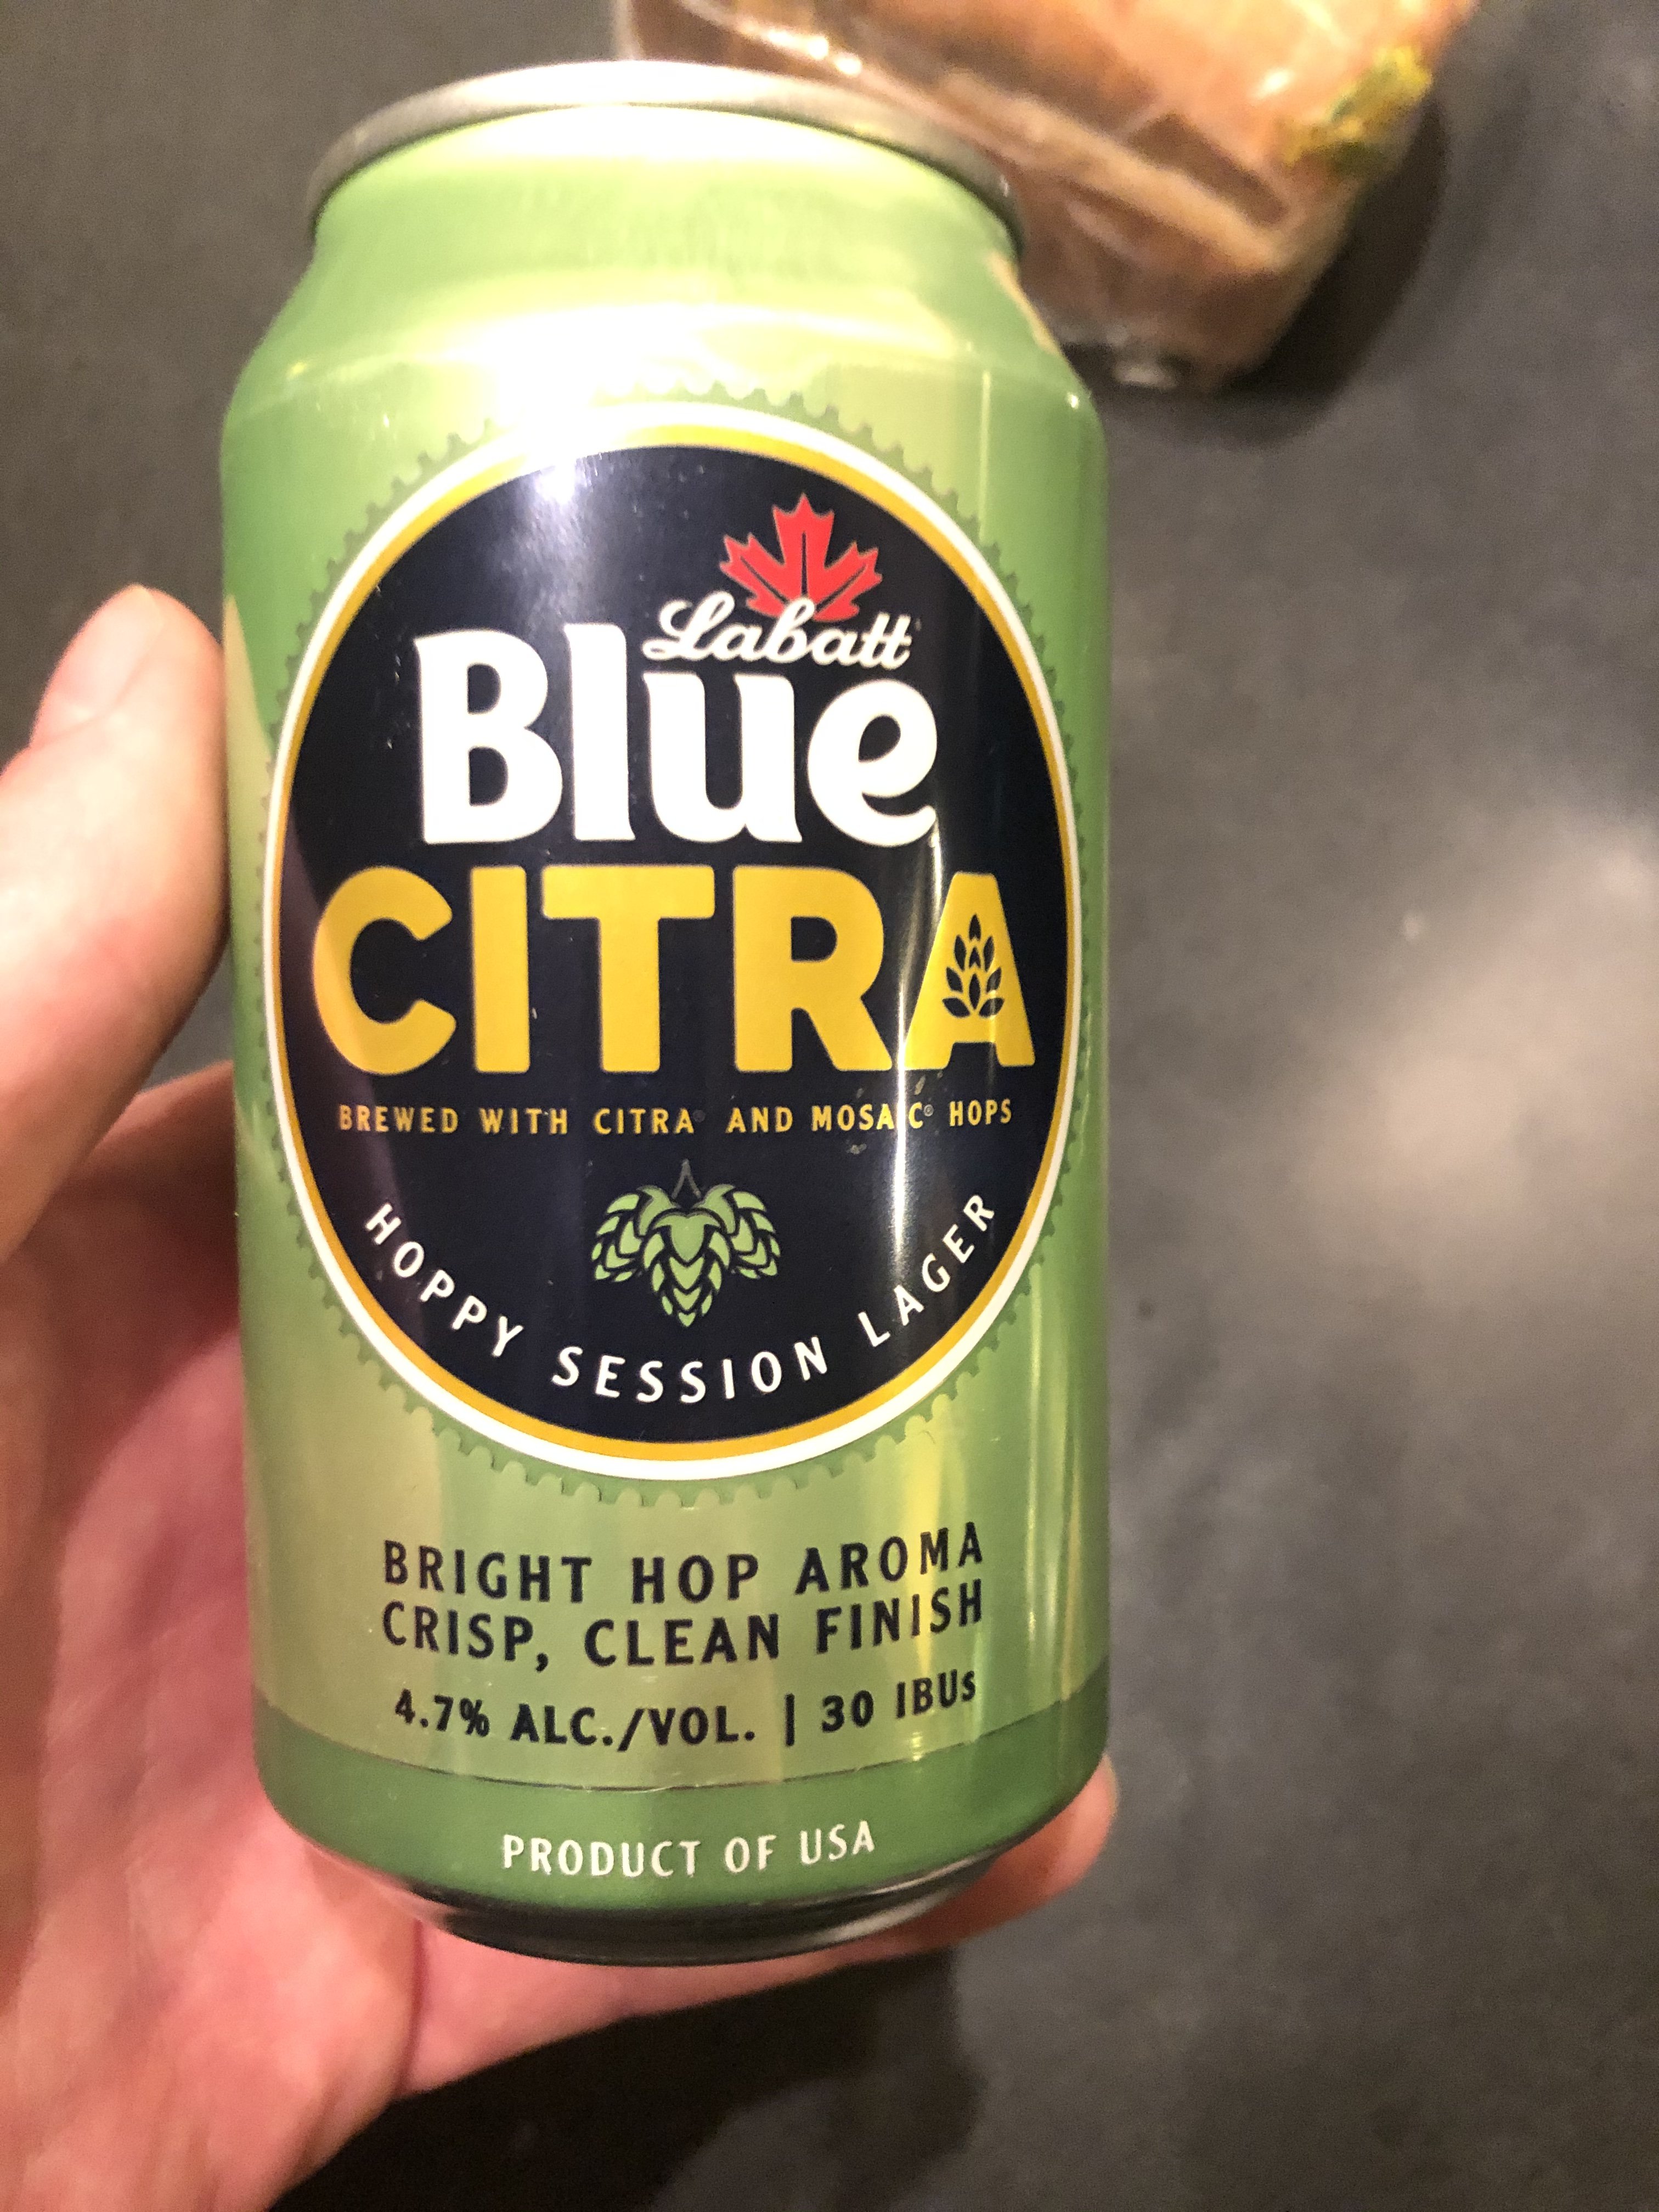 Labatt
Blue
CITRA
BREWED WITH CITRA® AND MOSAIC® HOPS
HOPPY SESSION LAGER
BRIGHT HOP AROMA
CRISP, CLEAN FINISH
4.7% ALC./VOL. | 30 IBUs
PRODUCT OF USA